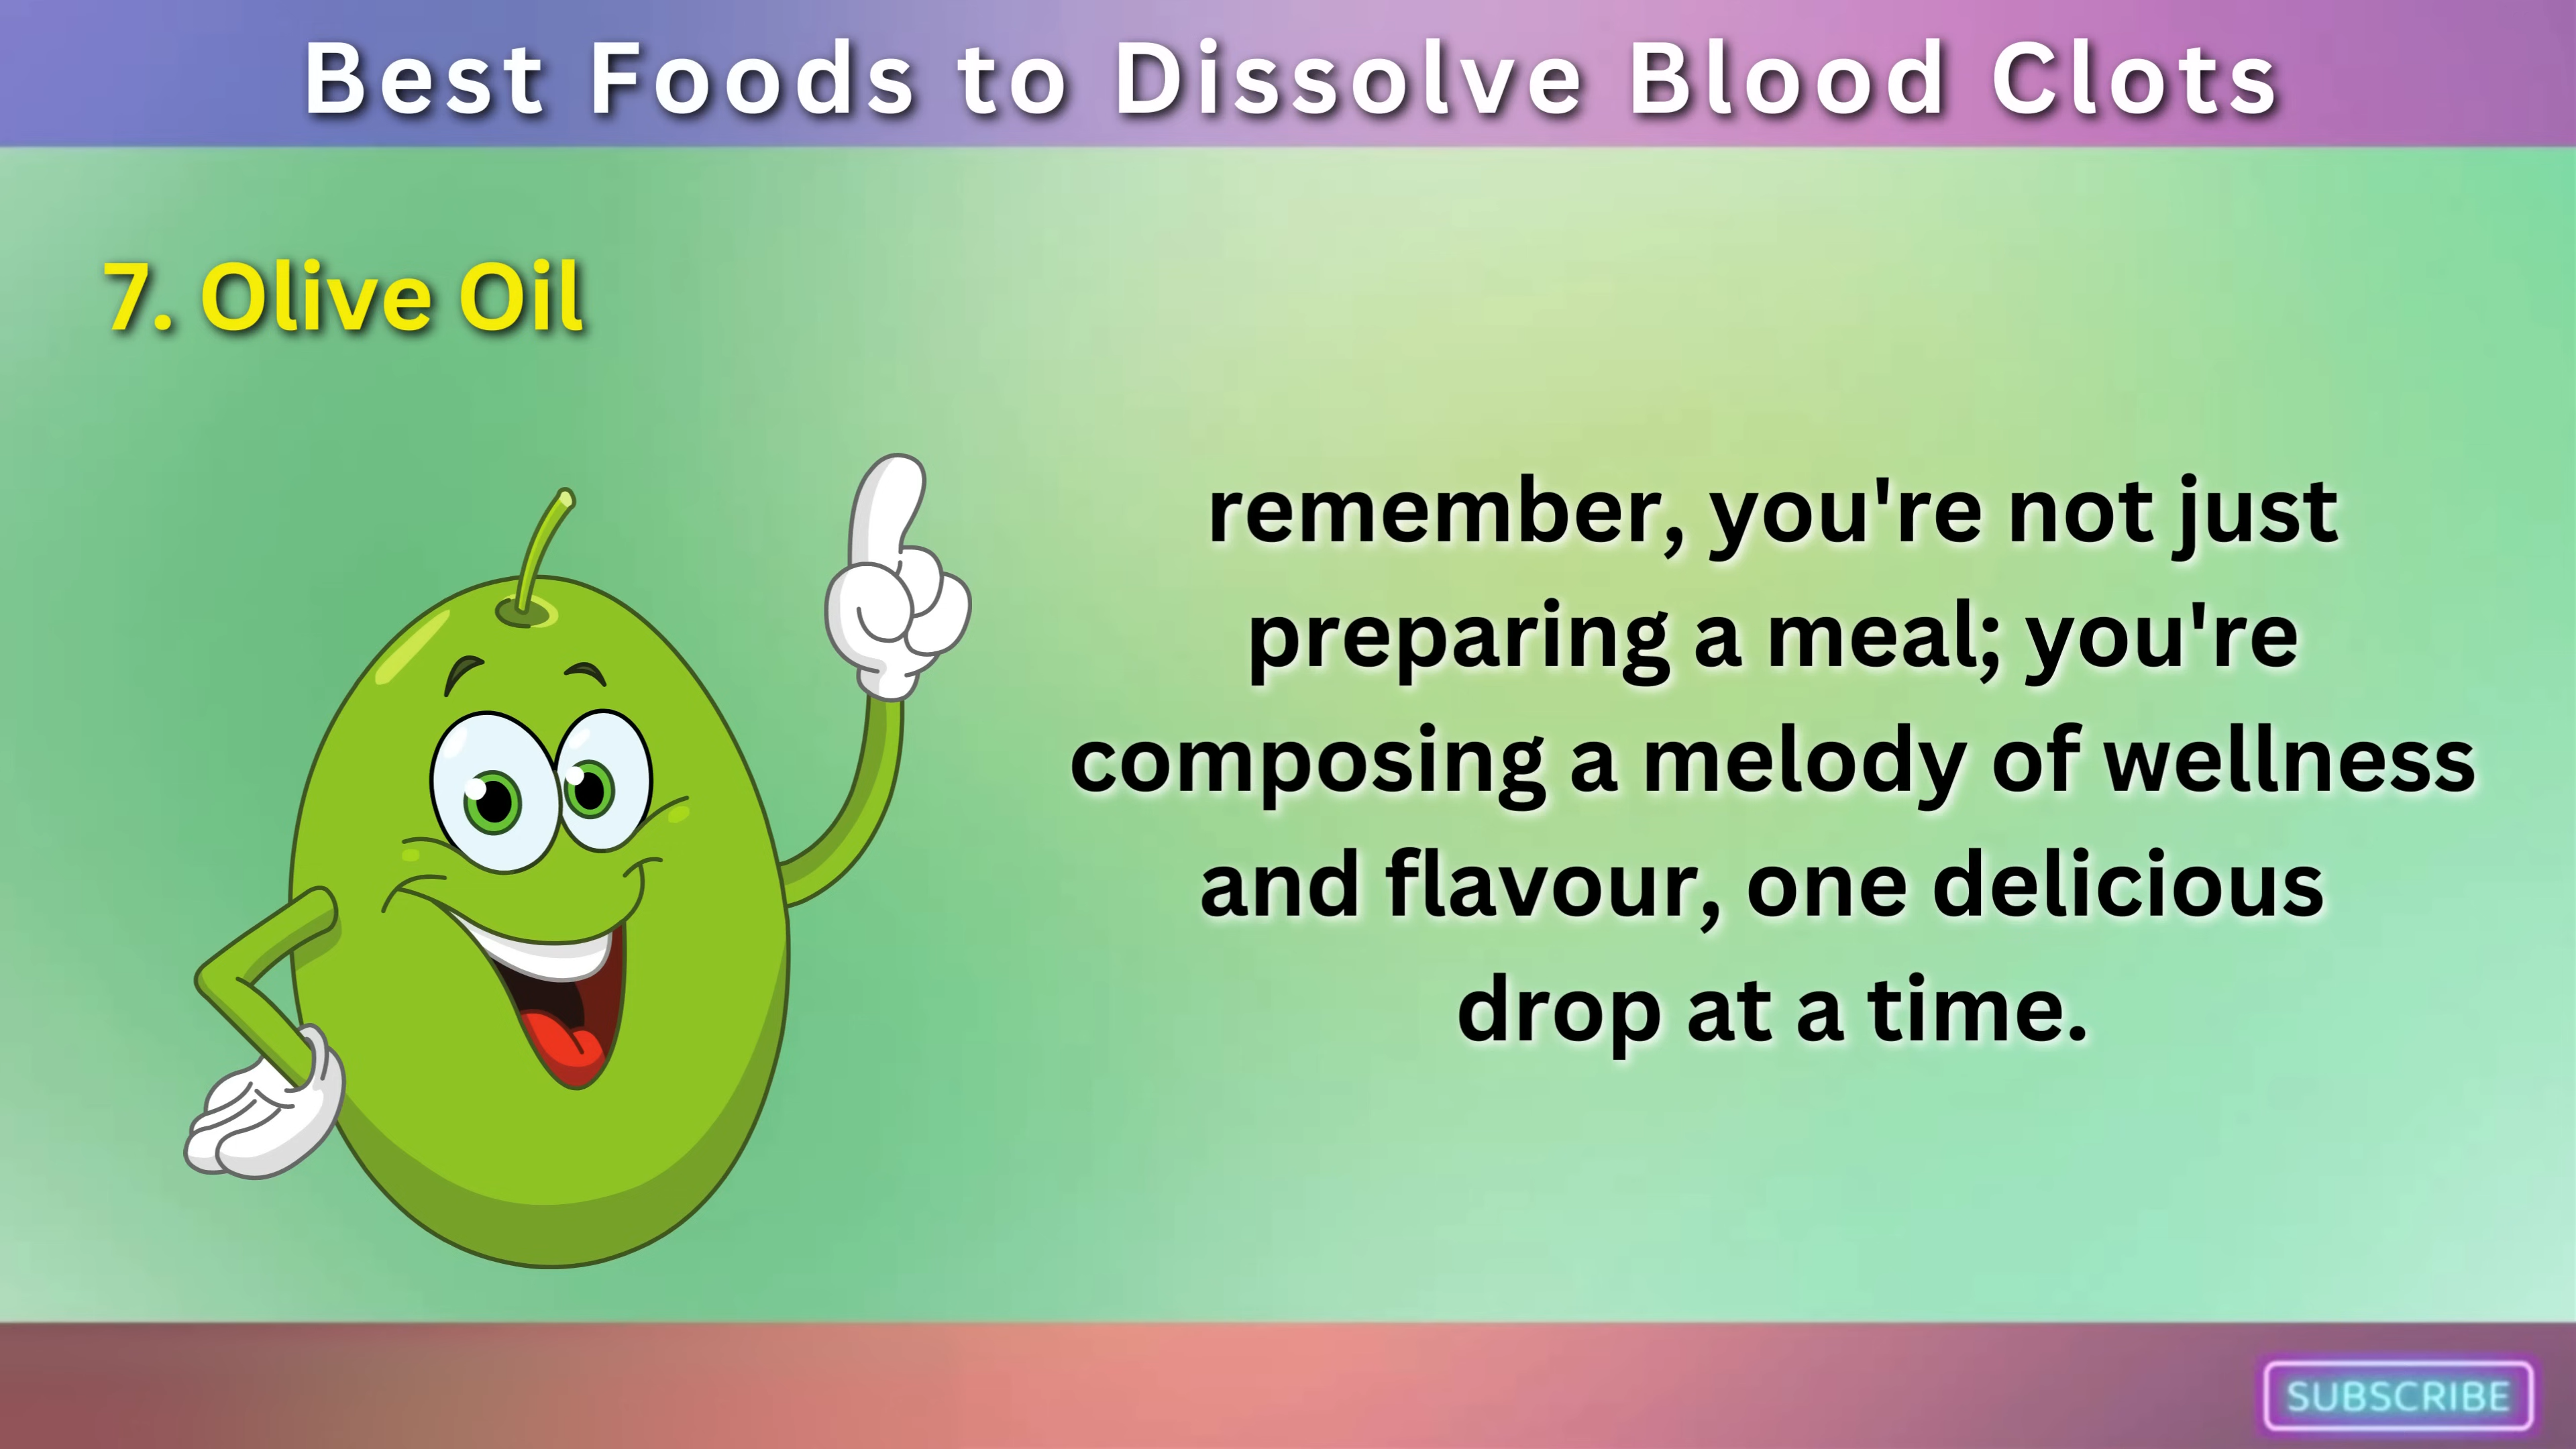 Best Foods to Dissolve Blood Clots
7. Olive Oil
remember, you're not just
preparing a meal; you're
composing a melody of wellness
and flavour, one delicious
drop at a time.
SUBSCRIBE